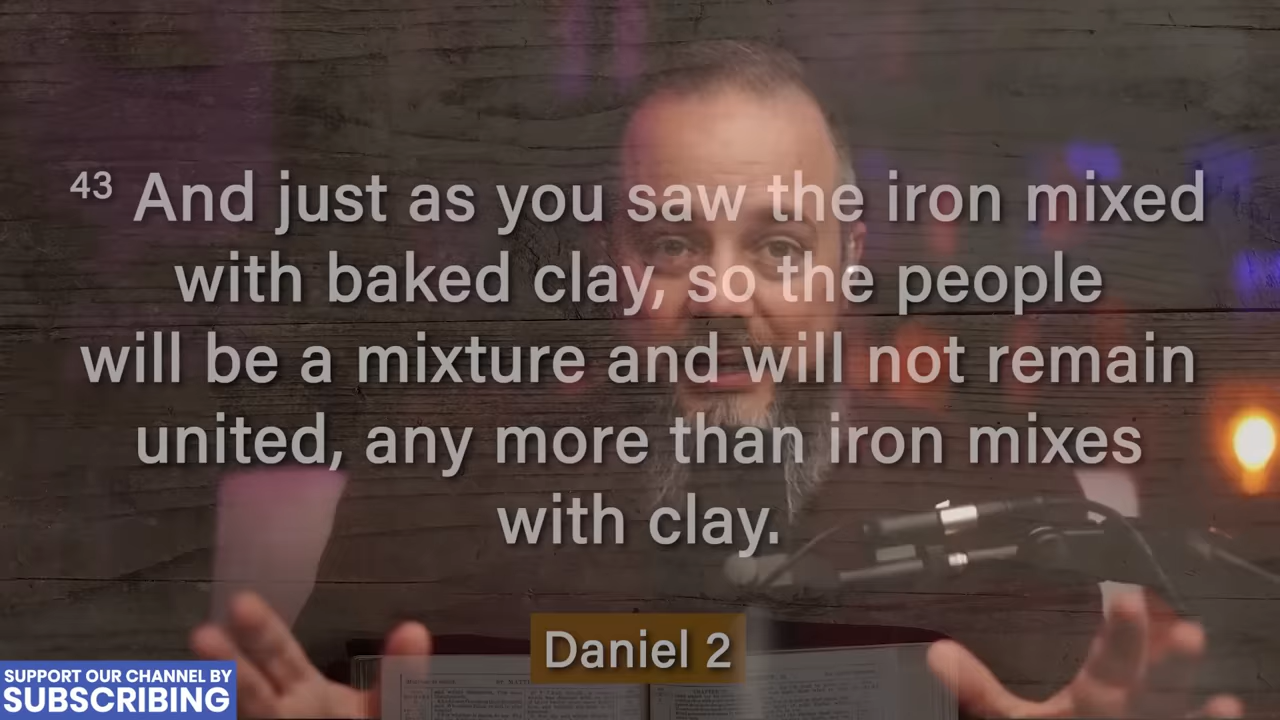 43 And just as you saw the iron mixed
with baked clay, so the people
will be a mixture and will not remain
united, any more than iron mixes
with clay.
Daniel 2
SUPPORT OUR CHANNEL BY
SUBSCRIBING